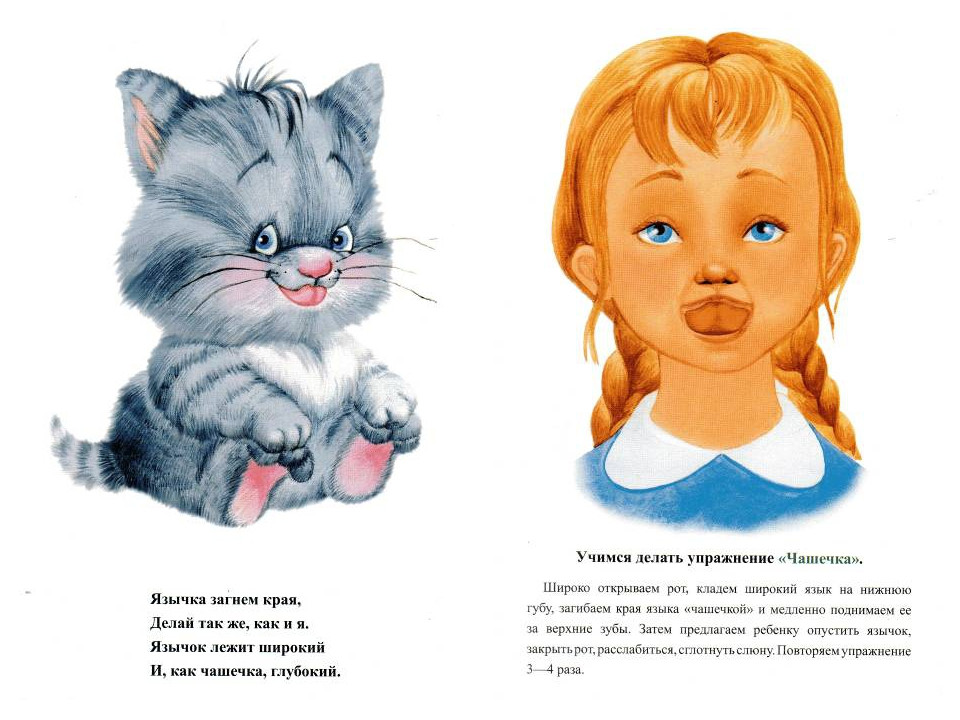 Язычка загнем края,
Делай так же, как и я.
Язычок лежит широкий
И, как чашечка, глубокий.
Учимся делать упражнение «Чашечка».
Широко открываем рот, кладем широкий язык на нижнюю
губу, загибаем края языка «чашечкой» и медленно поднимаем ее
за верхние зубы. Затем предлагаем ребенку опустить язычок,
закрыть рот, расслабиться, сглотнуть слюну. Повторяем упражнение
3—4 раза.